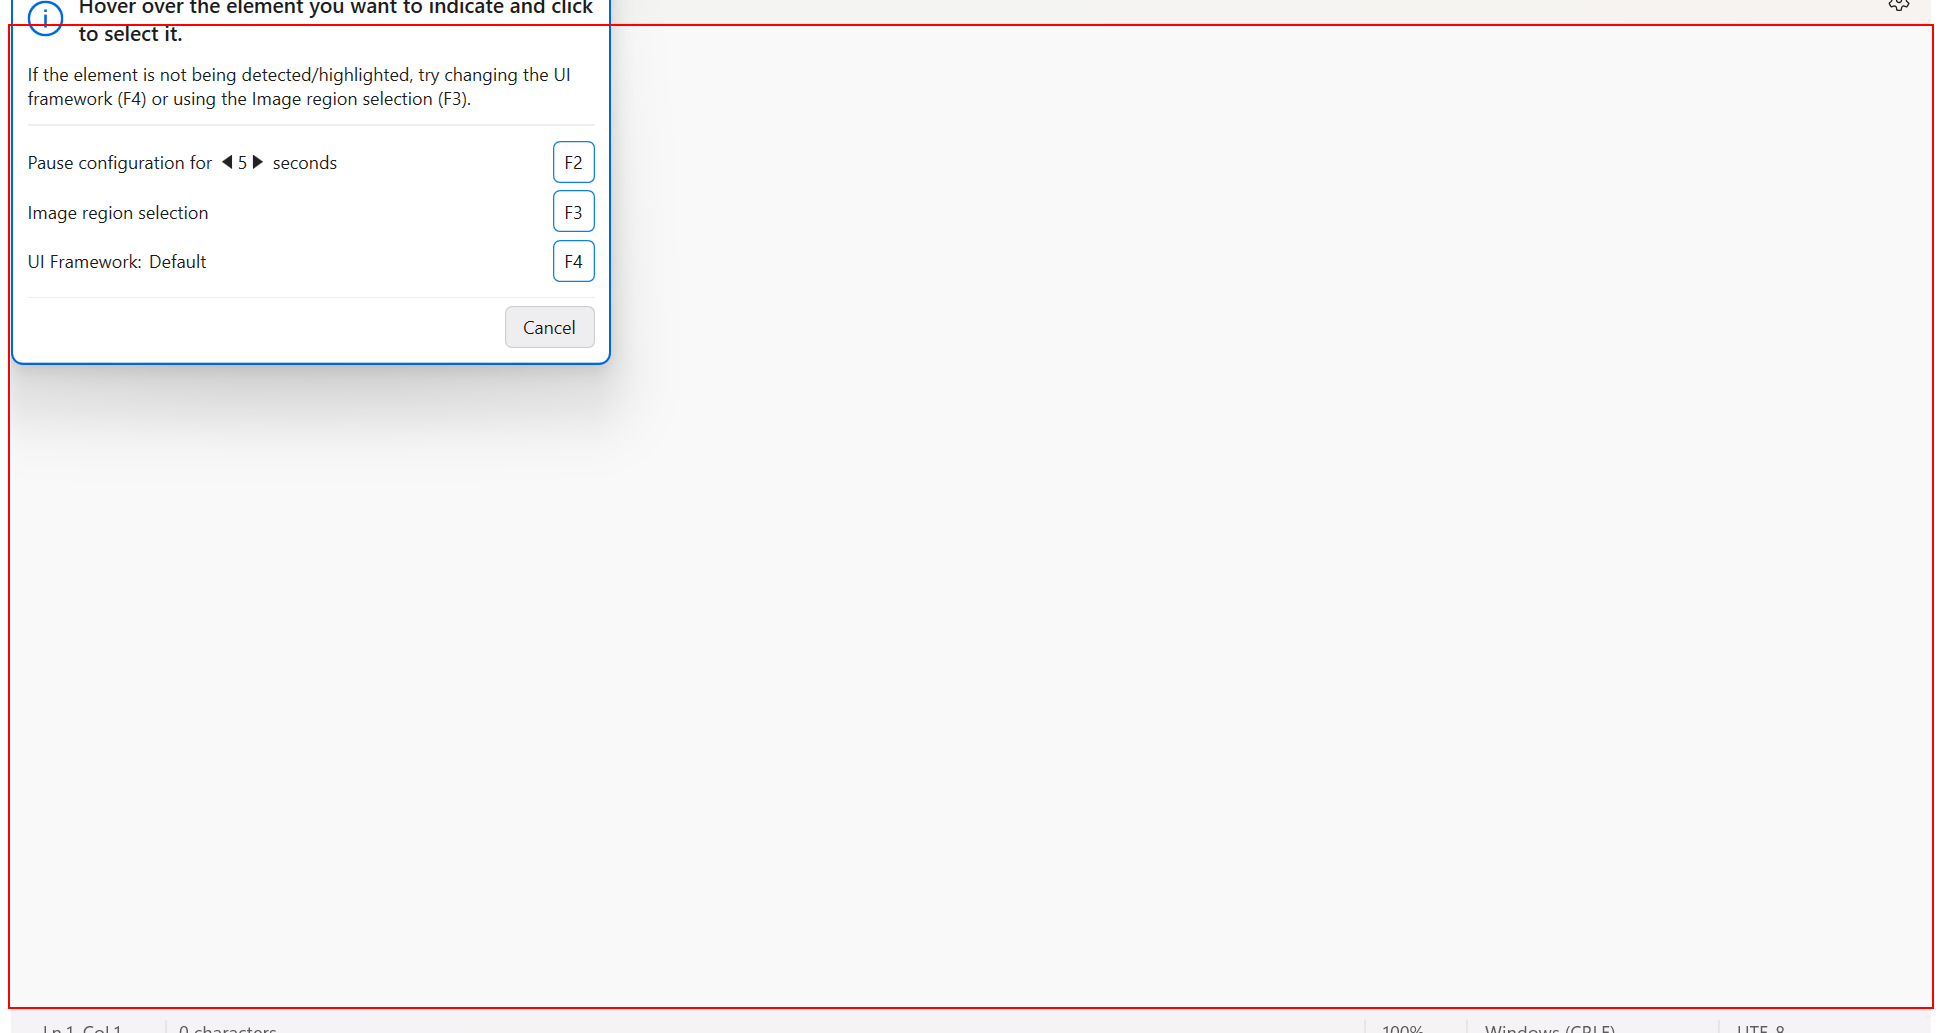 Hover over the element you want to indicate and click
to select it.
If the element is not being detected/highlighted, try changing the UI
framework (F4) or using the Image region selection (F3).
Pause configuration for 5 seconds F2
Image region selection F3
UI Framework: Default F4
Cancel
Ln 1, Col 1 0 characters 100% Windows (CRLF) UTF-8